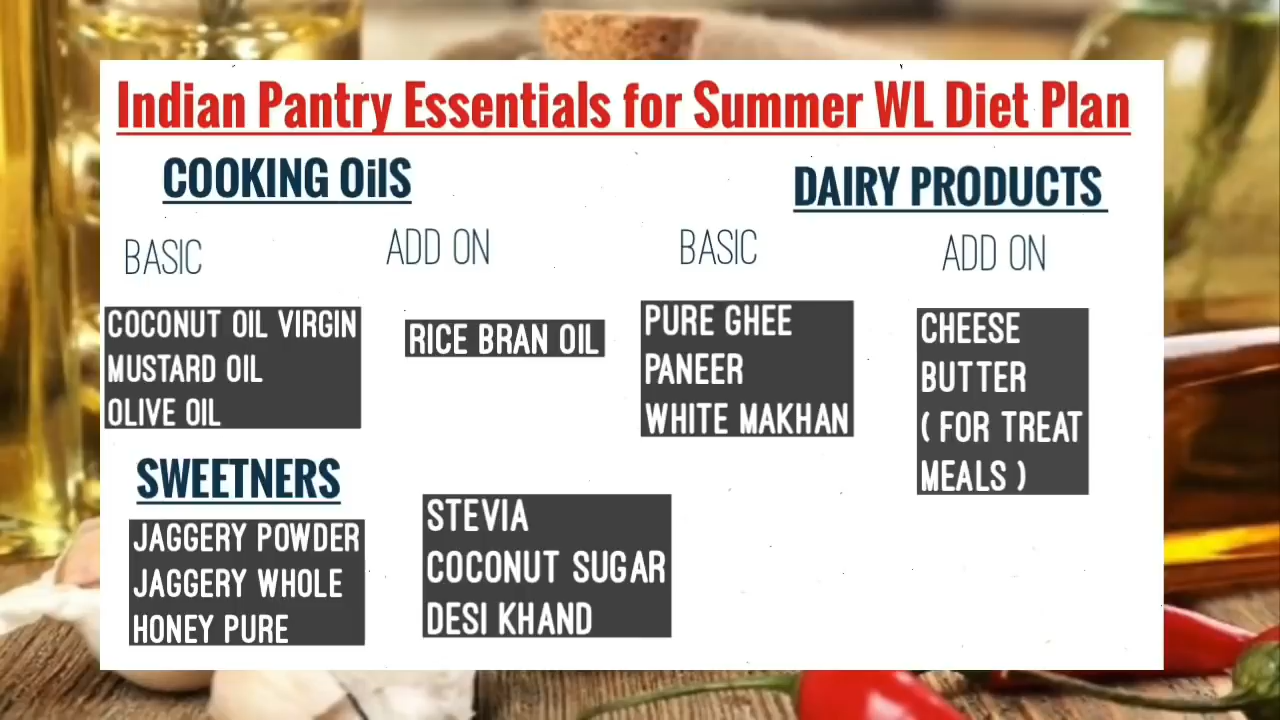 Indian Pantry Essentials for Summer WL Diet Plan
COOKING OilS
BASIC
ADD ON
COCONUT OIL VIRGIN
MUSTARD OIL
OLIVE OIL
RICE BRAN OIL
DAIRY PRODUCTS
BASIC
ADD ON
PURE GHEE
PANEER
WHITE MAKHAN
CHEESE
BUTTER
( FOR TREAT
MEALS )
SWEETNERS
JAGGERY POWDER
JAGGERY WHOLE
HONEY PURE
STEVIA
COCONUT SUGAR
DESI KHAND